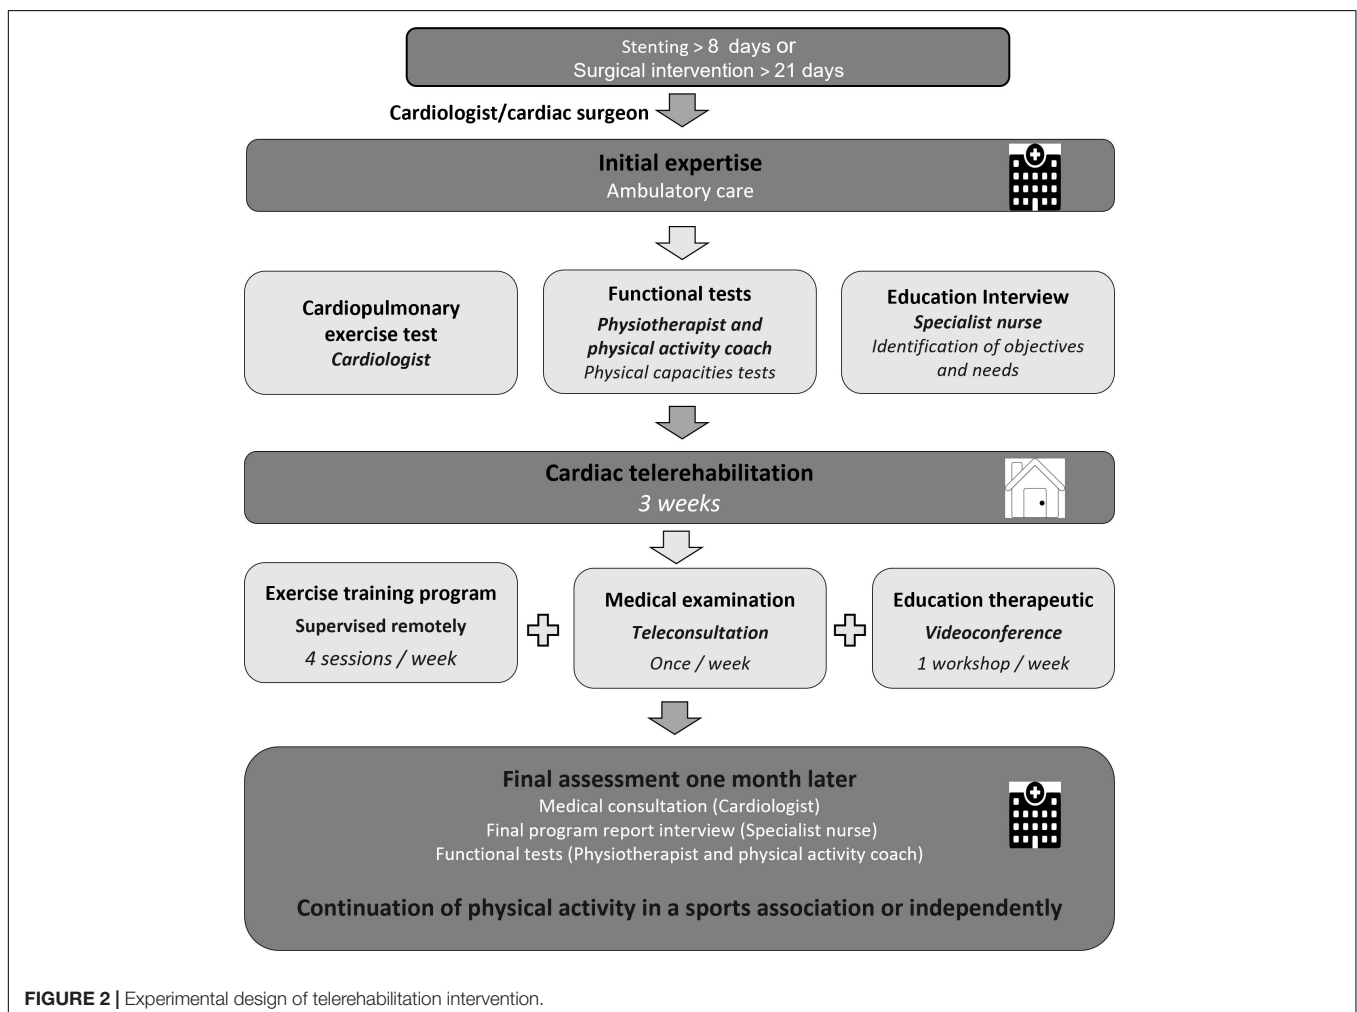 Stenting > 8 days or
Surgical intervention > 21 days
Cardiologist/cardiac surgeon
Initial expertise
Ambulatory care
Cardiopulmonary
exercise test
Cardiologist
Functional tests
Physiotherapist and
physical activity coach
Physical capacities tests
Education Interview
Specialist nurse
Identification of objectives
and needs
Cardiac telerehabilitation
3 weeks
Exercise training program
Supervised remotely
4 sessions / week
Medical examination
Teleconsultation
Once / week
Education therapeutic
Videoconference
1 workshop / week
Final assessment one month later
Medical consultation (Cardiologist)
Final program report interview (Specialist nurse)
Functional tests (Physiotherapist and physical activity coach)
Continuation of physical activity in a sports association or independently
FIGURE 2 | Experimental design of telerehabilitation intervention.